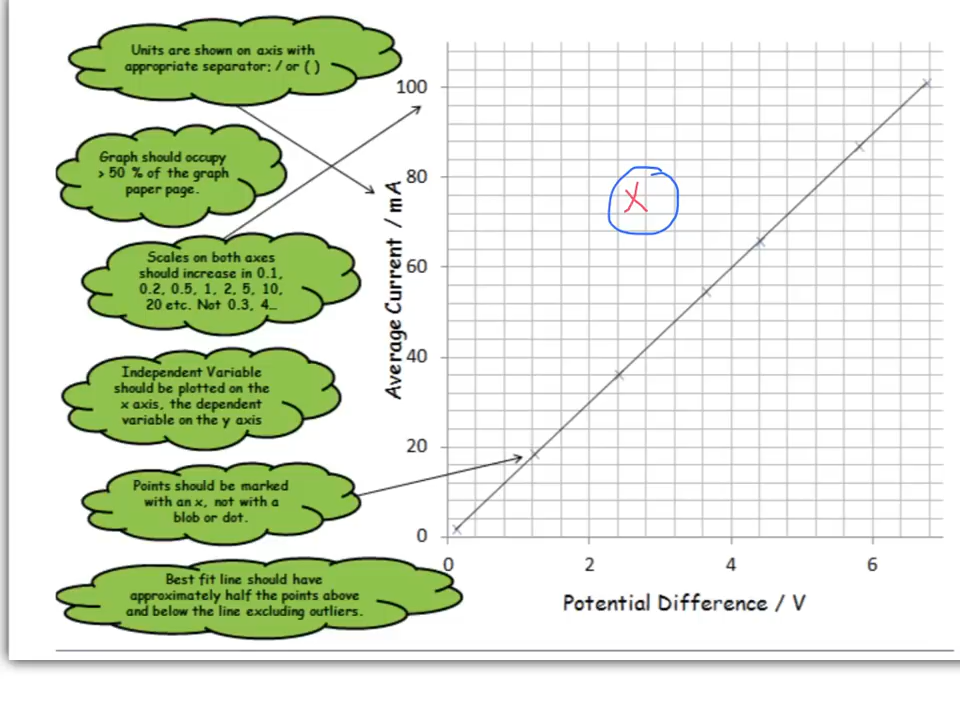 Units are shown on axis with
appropriate separator: / or ( )
Graph should occupy
> 50 % of the graph
paper page.
Scales on both axes
should increase in 0.1,
0.2, 0.5, 1, 2, 5, 10,
20 etc. Not 0.3, 4...
Independent Variable
should be plotted on the
x axis, the dependent
variable on the y axis
Points should be marked
with an x, not with a
blob or dot.
Best fit line should have
approximately half the points above
and below the line excluding outliers.
Average Current / mA
100
80
60
40
20
0
X
0 2 4 6
Potential Difference / V